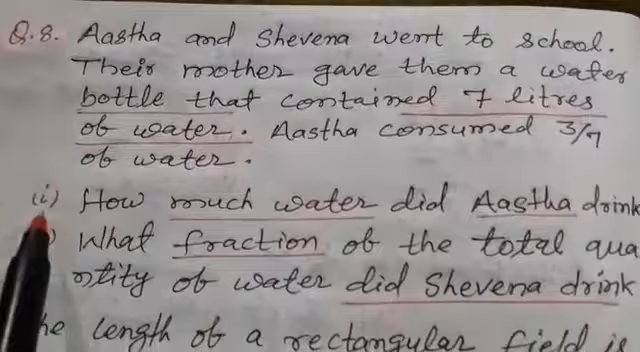 Q.8. Aastha and Shevena went to school.
Their mother gave them a water
bottle that contained 7 litres
of water. Aastha consumed 3/7
of water.
(i) How much water did Aastha drink
) What fraction of the total qua
ntity of water did Shevena drink
he length of a rectangular field is